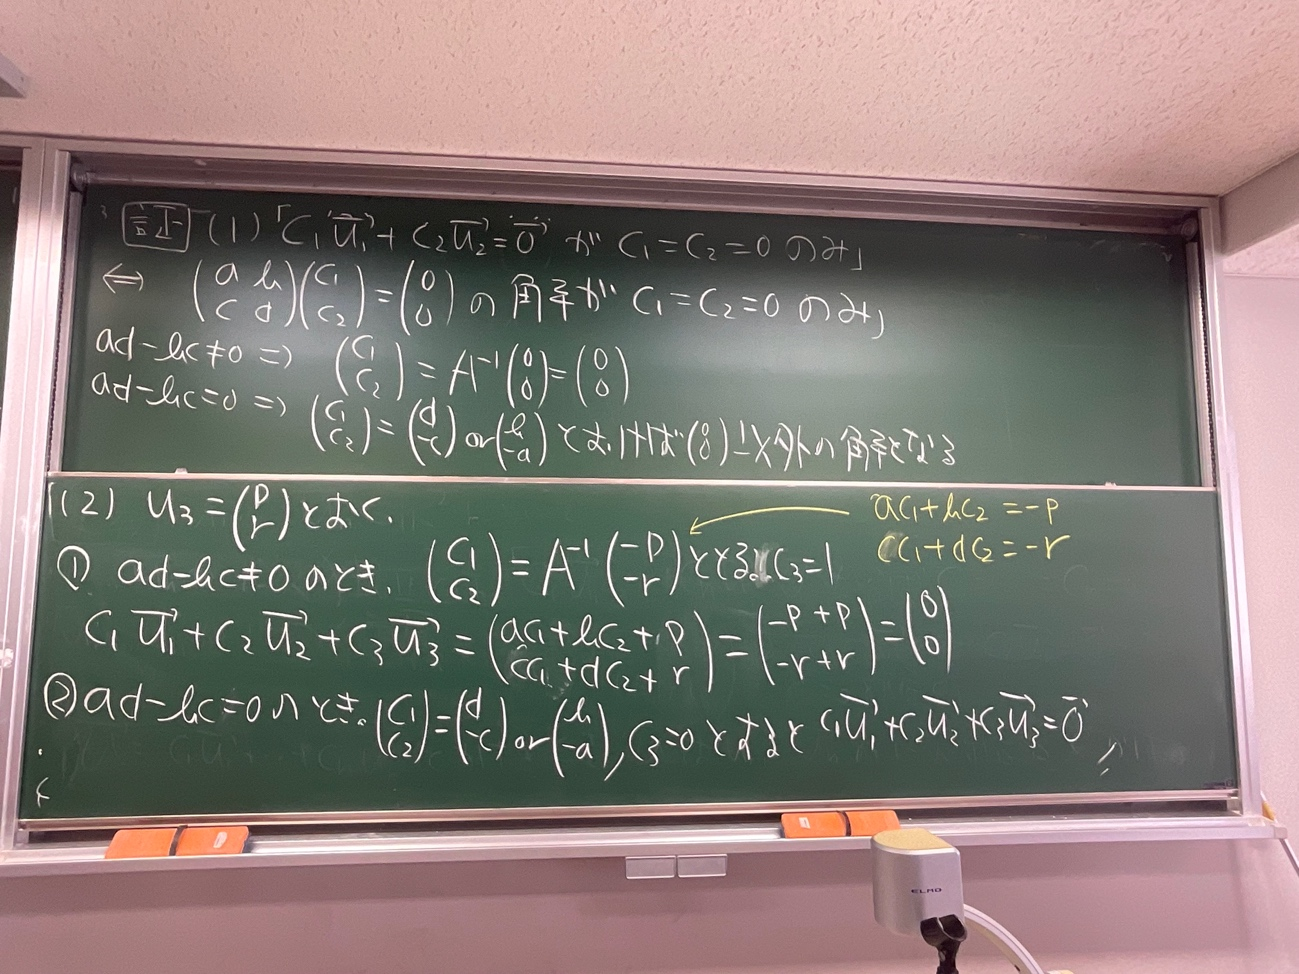 証 (1)「C₁u₁→ + C₂u₂→ = 0→ が C₁=C₂=0 のみ」
⇔ (a b; c d)(C₁; C₂) = (0; 0) の解が C₁=C₂=0 のみ」
ad-bc≠0 ⇒ (C₁; C₂) = A⁻¹(0; 0) = (0; 0)
ad-bc=0 ⇒ (C₁; C₂) = (d; -c) or (b; -a) とおけば (0; 0) 以外の解となる
(2) u₃ = (p; r) とおく.
ac₁+bc₂=-p
cc₁+dc₂=-r
① ad-bc≠0 のとき, (C₁; C₂) = A⁻¹(-p; -r) ととる。C₃=1
C₁u₁→ + C₂u₂→ + C₃u₃→ = (ac₁+bc₂+p; cc₁+dc₂+r) = (-p+p; -r+r) = (0; 0)
② ad-bc=0 のとき。(C₁; C₂) = (d; -c) or (b; -a), C₃=0 とおると C₁u₁→+C₂u₂→+C₃u₃→=0→ //
ELMO